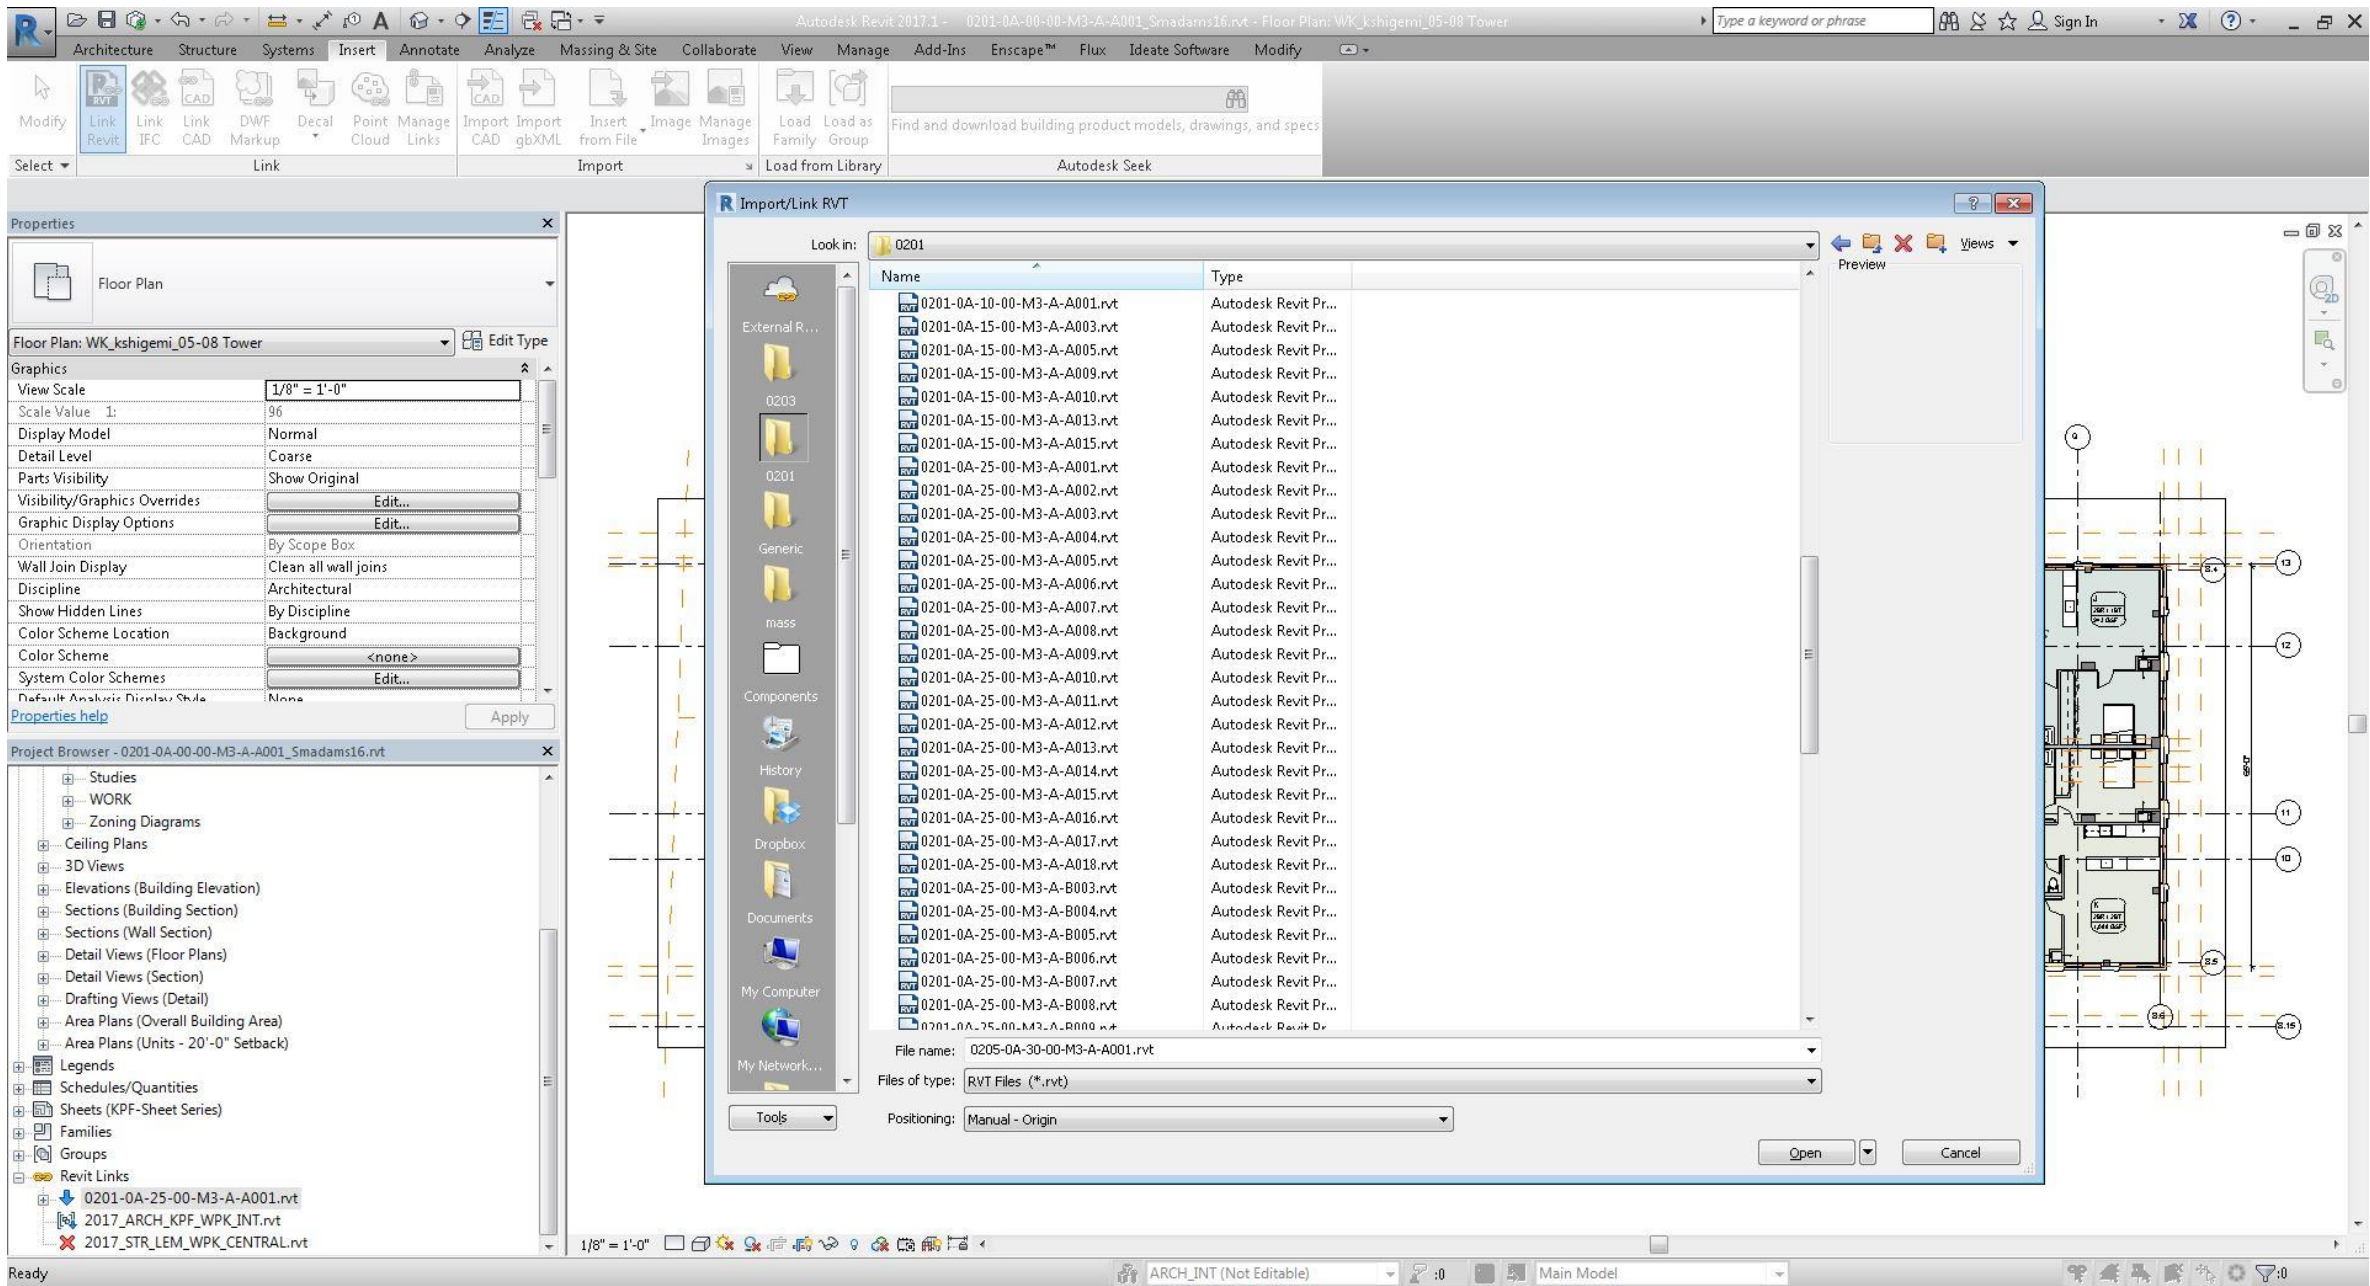 Autodesk Revit 2017.1 - 0201-0A-00-00-M3-A-A001_Smadams16.rvt - Floor Plan: WK_kshigemi_05-08 Tower
Type a keyword or phrase
Sign In
Architecture Structure Systems Insert Annotate Analyze Massing & Site Collaborate View Manage Add-Ins Enscape™ Flux Ideate Software Modify
Modify
Link Revit
Link IFC
Link CAD
DWF Markup
Decal
Point Cloud
Manage Links
Import CAD
Import gbXML
Insert from File
Image
Manage Images
Load Family
Load as Group
Find and download building product models, drawings, and specs
Select
Link
Import
Load from Library
Autodesk Seek
Properties
Floor Plan
Floor Plan: WK_kshigemi_05-08 Tower
Edit Type
Graphics
View Scale 1/8" = 1'-0"
Scale Value 1: 96
Display Model Normal
Detail Level Coarse
Parts Visibility Show Original
Visibility/Graphics Overrides Edit...
Graphic Display Options Edit...
Orientation By Scope Box
Wall Join Display Clean all wall joins
Discipline Architectural
Show Hidden Lines By Discipline
Color Scheme Location Background
Color Scheme <none>
System Color Schemes Edit...
Default Analysis Display Style None
Properties help
Apply
Project Browser - 0201-0A-00-00-M3-A-A001_Smadams16.rvt
Studies
WORK
Zoning Diagrams
Ceiling Plans
3D Views
Elevations (Building Elevation)
Sections (Building Section)
Sections (Wall Section)
Detail Views (Floor Plans)
Detail Views (Section)
Drafting Views (Detail)
Area Plans (Overall Building Area)
Area Plans (Units - 20'-0" Setback)
Legends
Schedules/Quantities
Sheets (KPF-Sheet Series)
Families
Groups
Revit Links
0201-0A-25-00-M3-A-A001.rvt
2017_ARCH_KPF_WPK_INT.rvt
2017_STR_LEM_WPK_CENTRAL.rvt
Import/Link RVT
Look in: 0201
Views
Preview
External R...
0203
0201
Generic
mass
Components
History
Dropbox
Documents
My Computer
My Network...
Name Type
0201-0A-10-00-M3-A-A001.rvt Autodesk Revit Pr...
0201-0A-15-00-M3-A-A003.rvt Autodesk Revit Pr...
0201-0A-15-00-M3-A-A005.rvt Autodesk Revit Pr...
0201-0A-15-00-M3-A-A009.rvt Autodesk Revit Pr...
0201-0A-15-00-M3-A-A010.rvt Autodesk Revit Pr...
0201-0A-15-00-M3-A-A013.rvt Autodesk Revit Pr...
0201-0A-15-00-M3-A-A015.rvt Autodesk Revit Pr...
0201-0A-25-00-M3-A-A001.rvt Autodesk Revit Pr...
0201-0A-25-00-M3-A-A002.rvt Autodesk Revit Pr...
0201-0A-25-00-M3-A-A003.rvt Autodesk Revit Pr...
0201-0A-25-00-M3-A-A004.rvt Autodesk Revit Pr...
0201-0A-25-00-M3-A-A005.rvt Autodesk Revit Pr...
0201-0A-25-00-M3-A-A006.rvt Autodesk Revit Pr...
0201-0A-25-00-M3-A-A007.rvt Autodesk Revit Pr...
0201-0A-25-00-M3-A-A008.rvt Autodesk Revit Pr...
0201-0A-25-00-M3-A-A009.rvt Autodesk Revit Pr...
0201-0A-25-00-M3-A-A010.rvt Autodesk Revit Pr...
0201-0A-25-00-M3-A-A011.rvt Autodesk Revit Pr...
0201-0A-25-00-M3-A-A012.rvt Autodesk Revit Pr...
0201-0A-25-00-M3-A-A013.rvt Autodesk Revit Pr...
0201-0A-25-00-M3-A-A014.rvt Autodesk Revit Pr...
0201-0A-25-00-M3-A-A015.rvt Autodesk Revit Pr...
0201-0A-25-00-M3-A-A016.rvt Autodesk Revit Pr...
0201-0A-25-00-M3-A-A017.rvt Autodesk Revit Pr...
0201-0A-25-00-M3-A-A018.rvt Autodesk Revit Pr...
0201-0A-25-00-M3-A-B003.rvt Autodesk Revit Pr...
0201-0A-25-00-M3-A-B004.rvt Autodesk Revit Pr...
0201-0A-25-00-M3-A-B005.rvt Autodesk Revit Pr...
0201-0A-25-00-M3-A-B006.rvt Autodesk Revit Pr...
0201-0A-25-00-M3-A-B007.rvt Autodesk Revit Pr...
0201-0A-25-00-M3-A-B008.rvt Autodesk Revit Pr...
0201-0A-25-00-M3-A-B009.rvt Autodesk Revit Pr
File name: 0205-0A-30-00-M3-A-A001.rvt
Files of type: RVT Files (*.rvt)
Tools
Positioning: Manual - Origin
Open
Cancel
2D
13
12
11
10
8.5
8.6
8.15
1/8" = 1'-0"
Ready
ARCH_INT (Not Editable)
:0
Main Model
:0